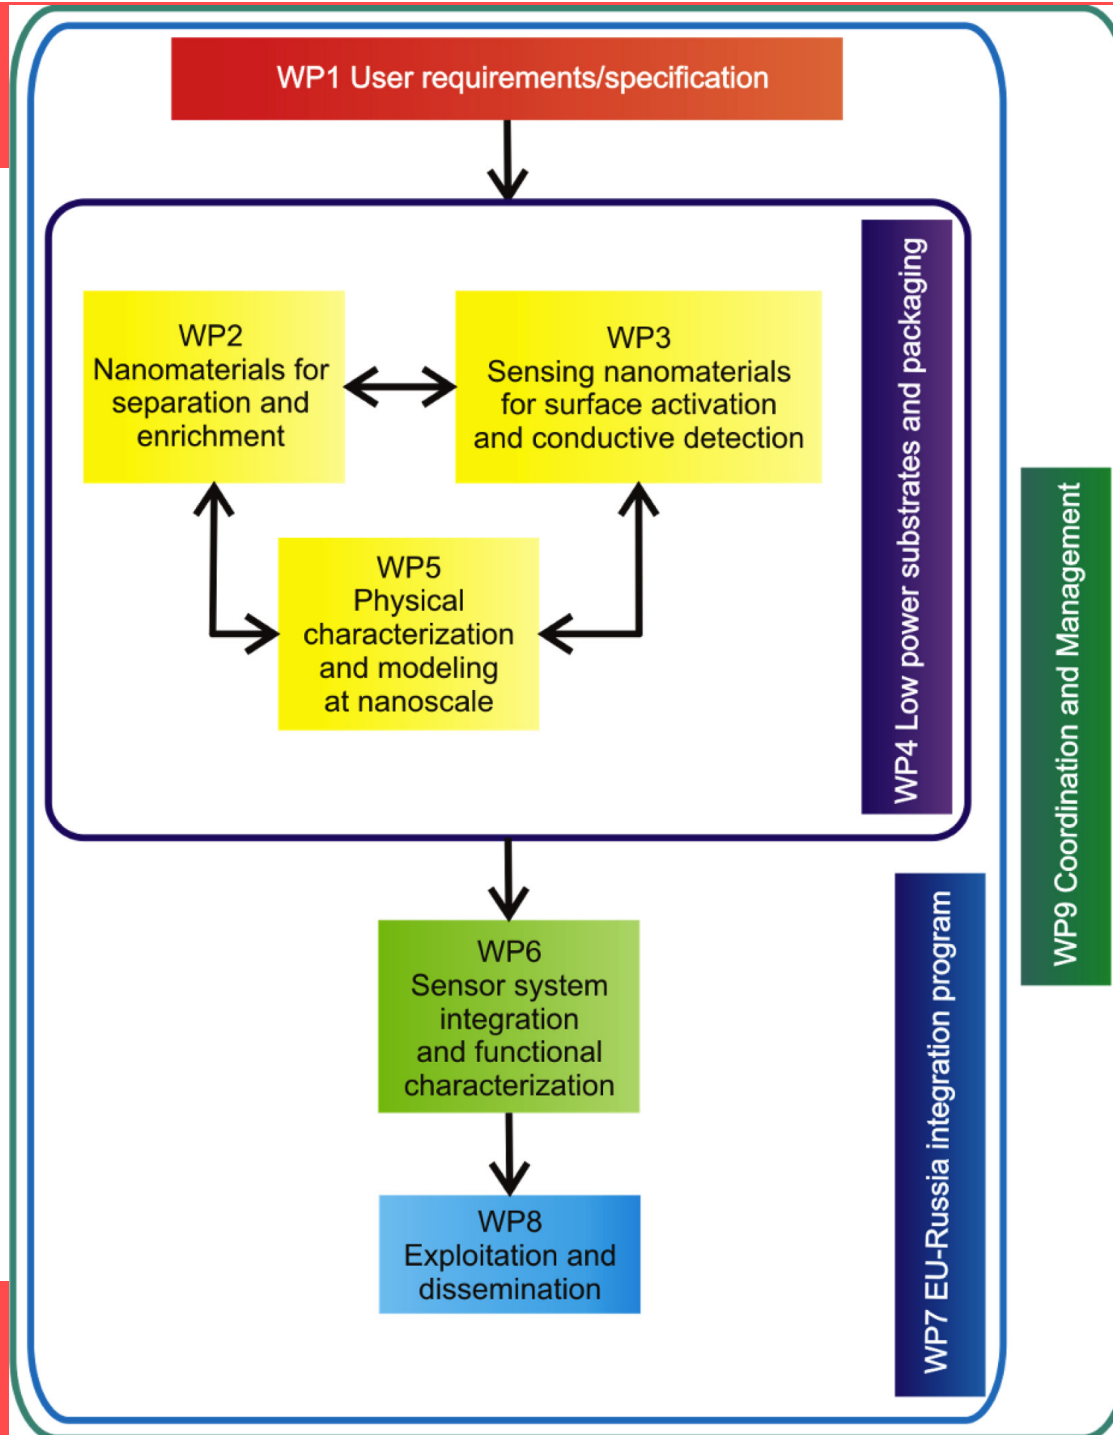 WP1 User requirements/specification
WP2
Nanomaterials for
separation and
enrichment
WP3
Sensing nanomaterials
for surface activation
and conductive detection
WP5
Physical
characterization
and modeling
at nanoscale
WP4 Low power substrates and packaging
WP6
Sensor system
integration
and functional
characterization
WP8
Exploitation and
dissemination
WP7 EU-Russia integration program
WP9 Coordination and Management